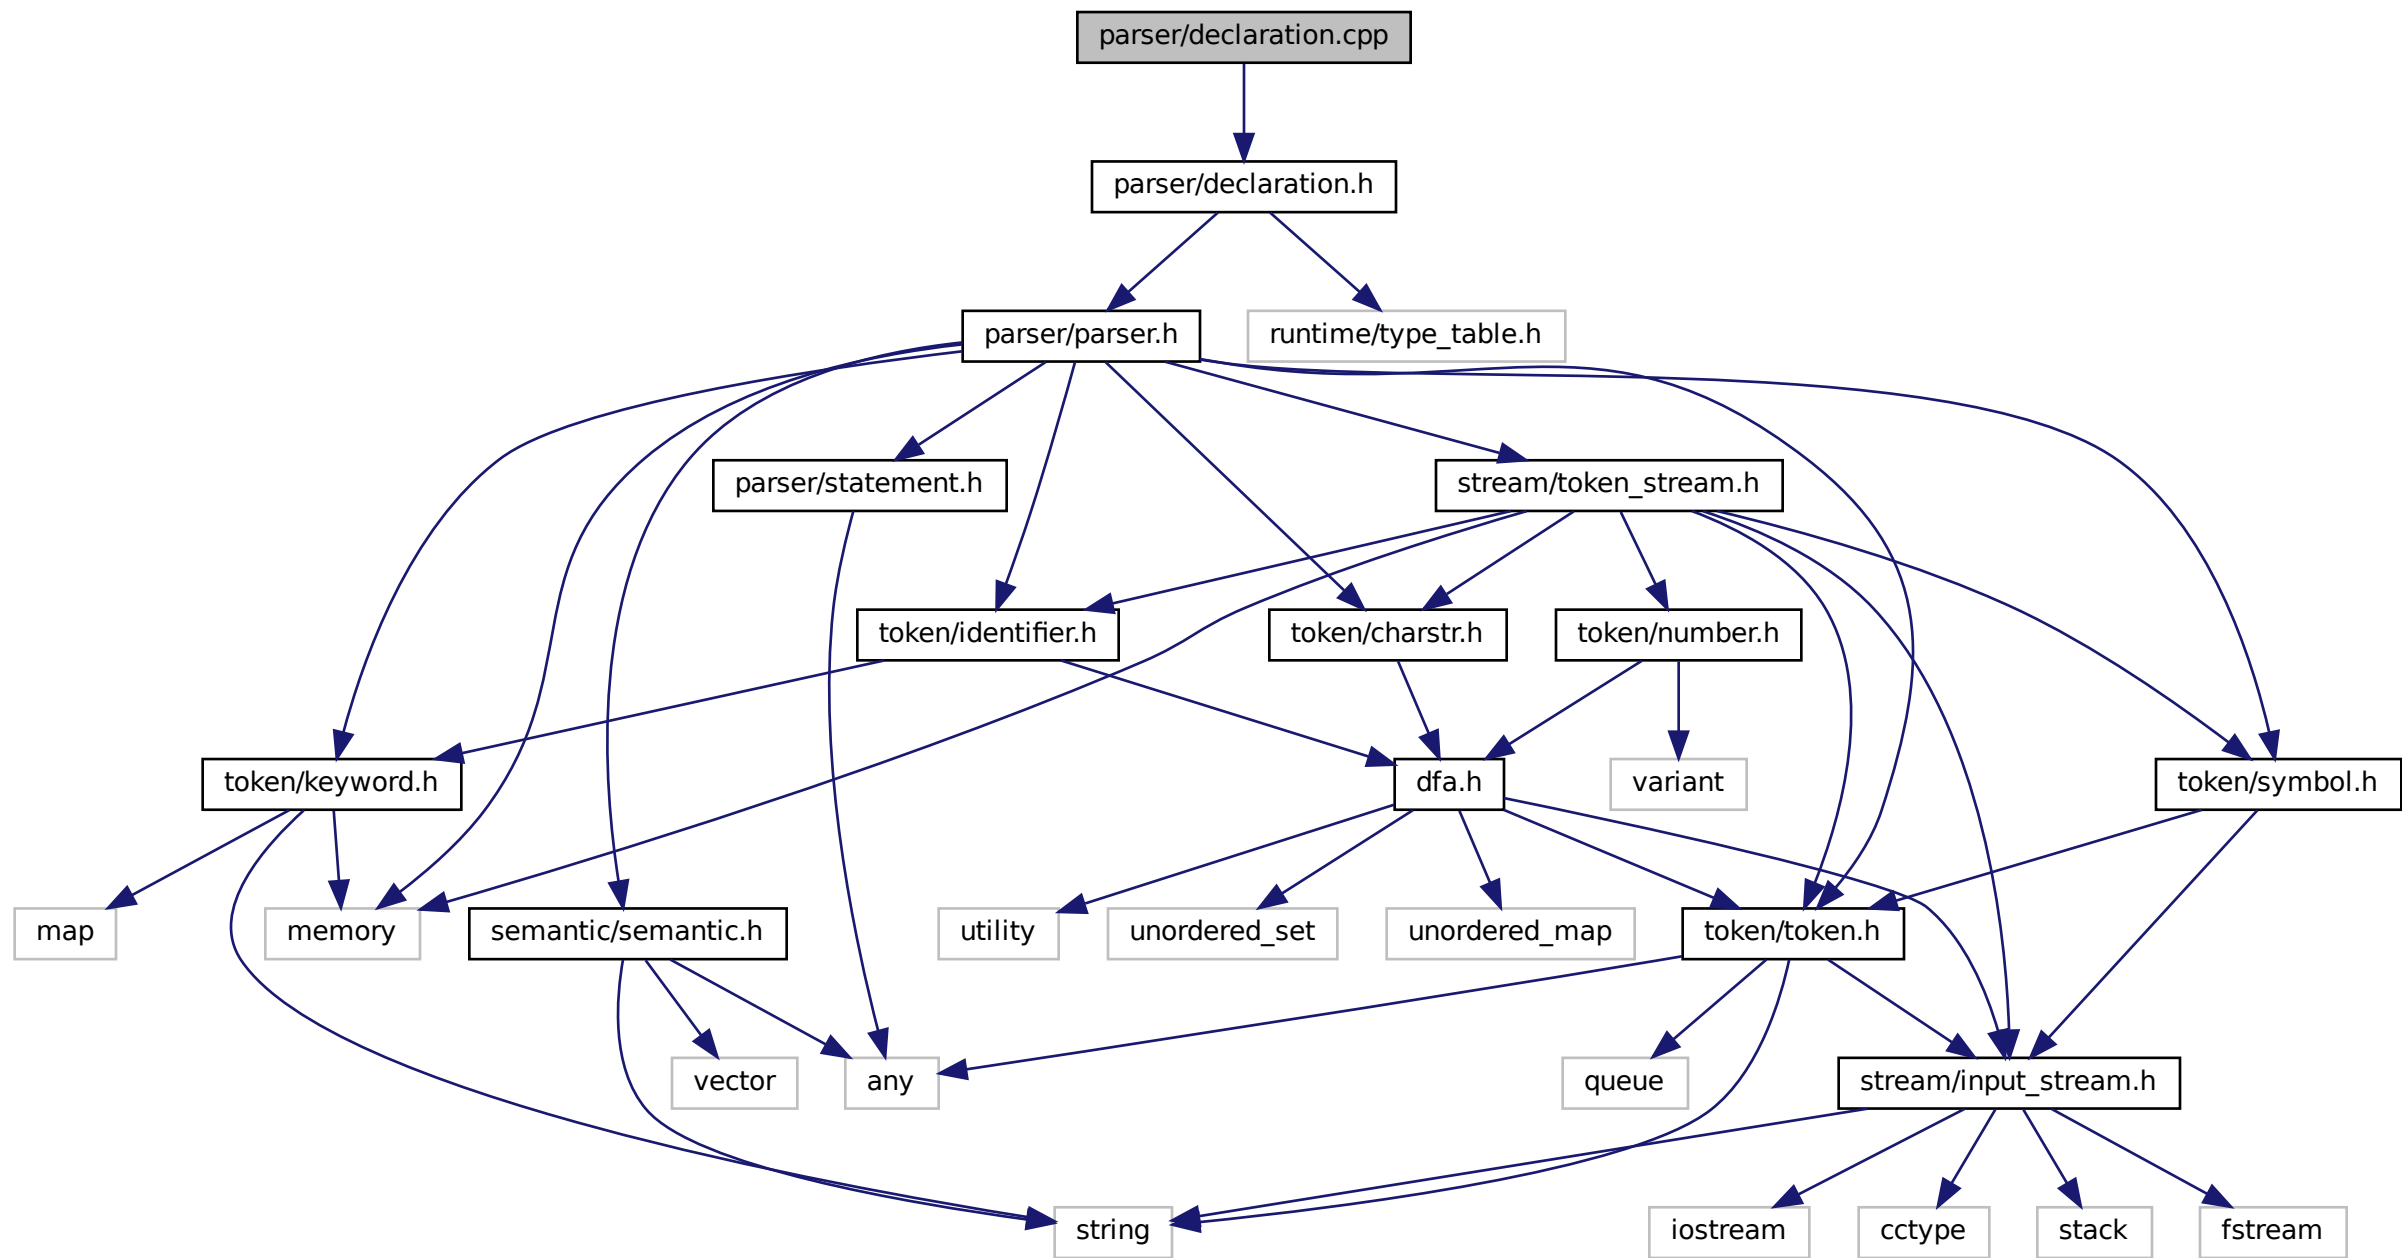 parser/declaration.cpp
parser/declaration.h
parser/parser.h
runtime/type_table.h
parser/statement.h
stream/token_stream.h
token/identifier.h
token/charstr.h
token/number.h
token/keyword.h
dfa.h
variant
token/symbol.h
map
memory
semantic/semantic.h
utility
unordered_set
unordered_map
token/token.h
vector
any
queue
stream/input_stream.h
string
iostream
cctype
stack
fstream